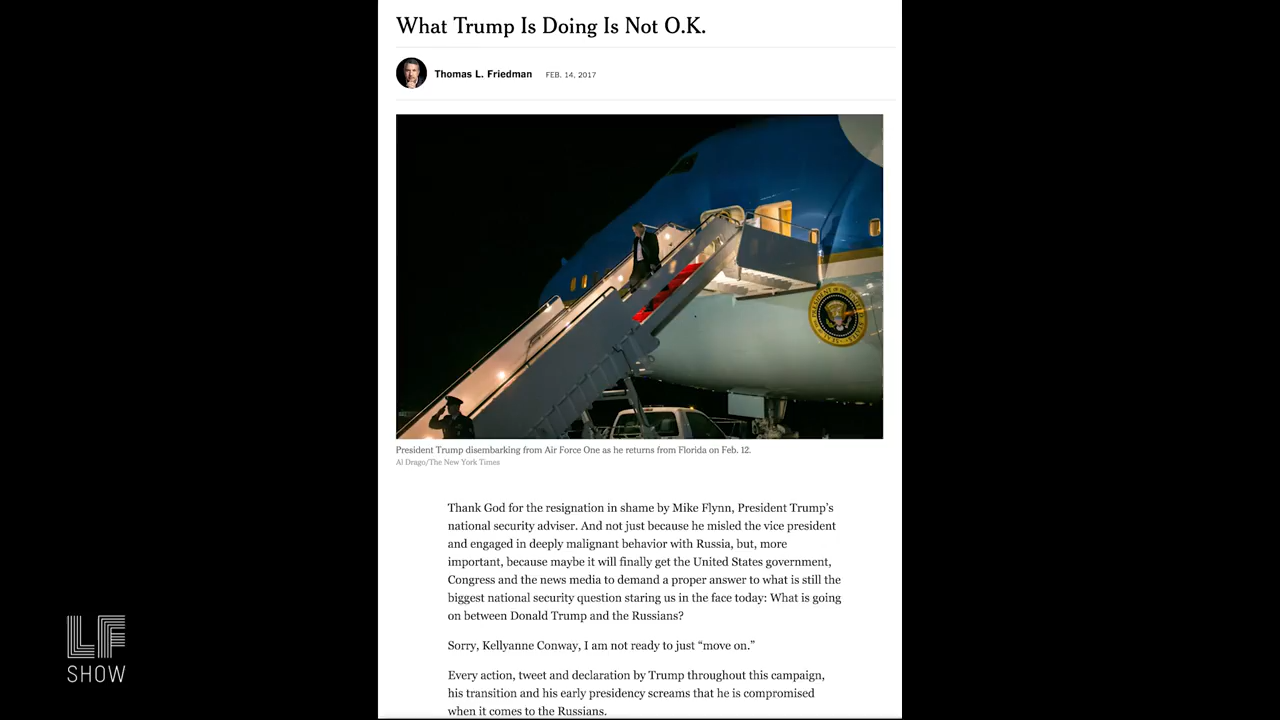 What Trump Is Doing Is Not O.K.
Thomas L. Friedman FEB. 14, 2017
PRESIDENT OF THE UNITED STATES
President Trump disembarking from Air Force One as he returns from Florida on Feb. 12.
Al Drago/The New York Times
Thank God for the resignation in shame by Mike Flynn, President Trump’s
national security adviser. And not just because he misled the vice president
and engaged in deeply malignant behavior with Russia, but, more
important, because maybe it will finally get the United States government,
Congress and the news media to demand a proper answer to what is still the
biggest national security question staring us in the face today: What is going
on between Donald Trump and the Russians?
Sorry, Kellyanne Conway, I am not ready to just “move on.”
Every action, tweet and declaration by Trump throughout this campaign,
his transition and his early presidency screams that he is compromised
when it comes to the Russians.
LF
SHOW